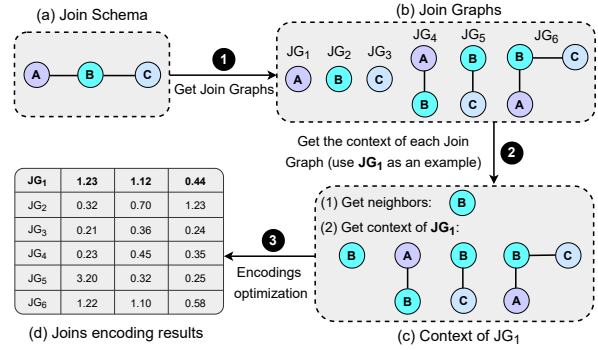 (a) Join Schema
A B C
1
Get Join Graphs
(b) Join Graphs
JG1 JG2 JG3 JG4 JG5 JG6
A B C A B B C
B C A
Get the context of each Join
Graph (use JG1 as an example)
2
(1) Get neighbors: B
(2) Get context of JG1:
B A B B C
B C A
(c) Context of JG1
3
Encodings
optimization
JG1 1.23 1.12 0.44
JG2 0.32 0.70 1.23
JG3 0.21 0.36 0.24
JG4 0.23 0.45 0.35
JG5 3.20 0.32 0.25
JG6 1.22 1.10 0.58
(d) Joins encoding results